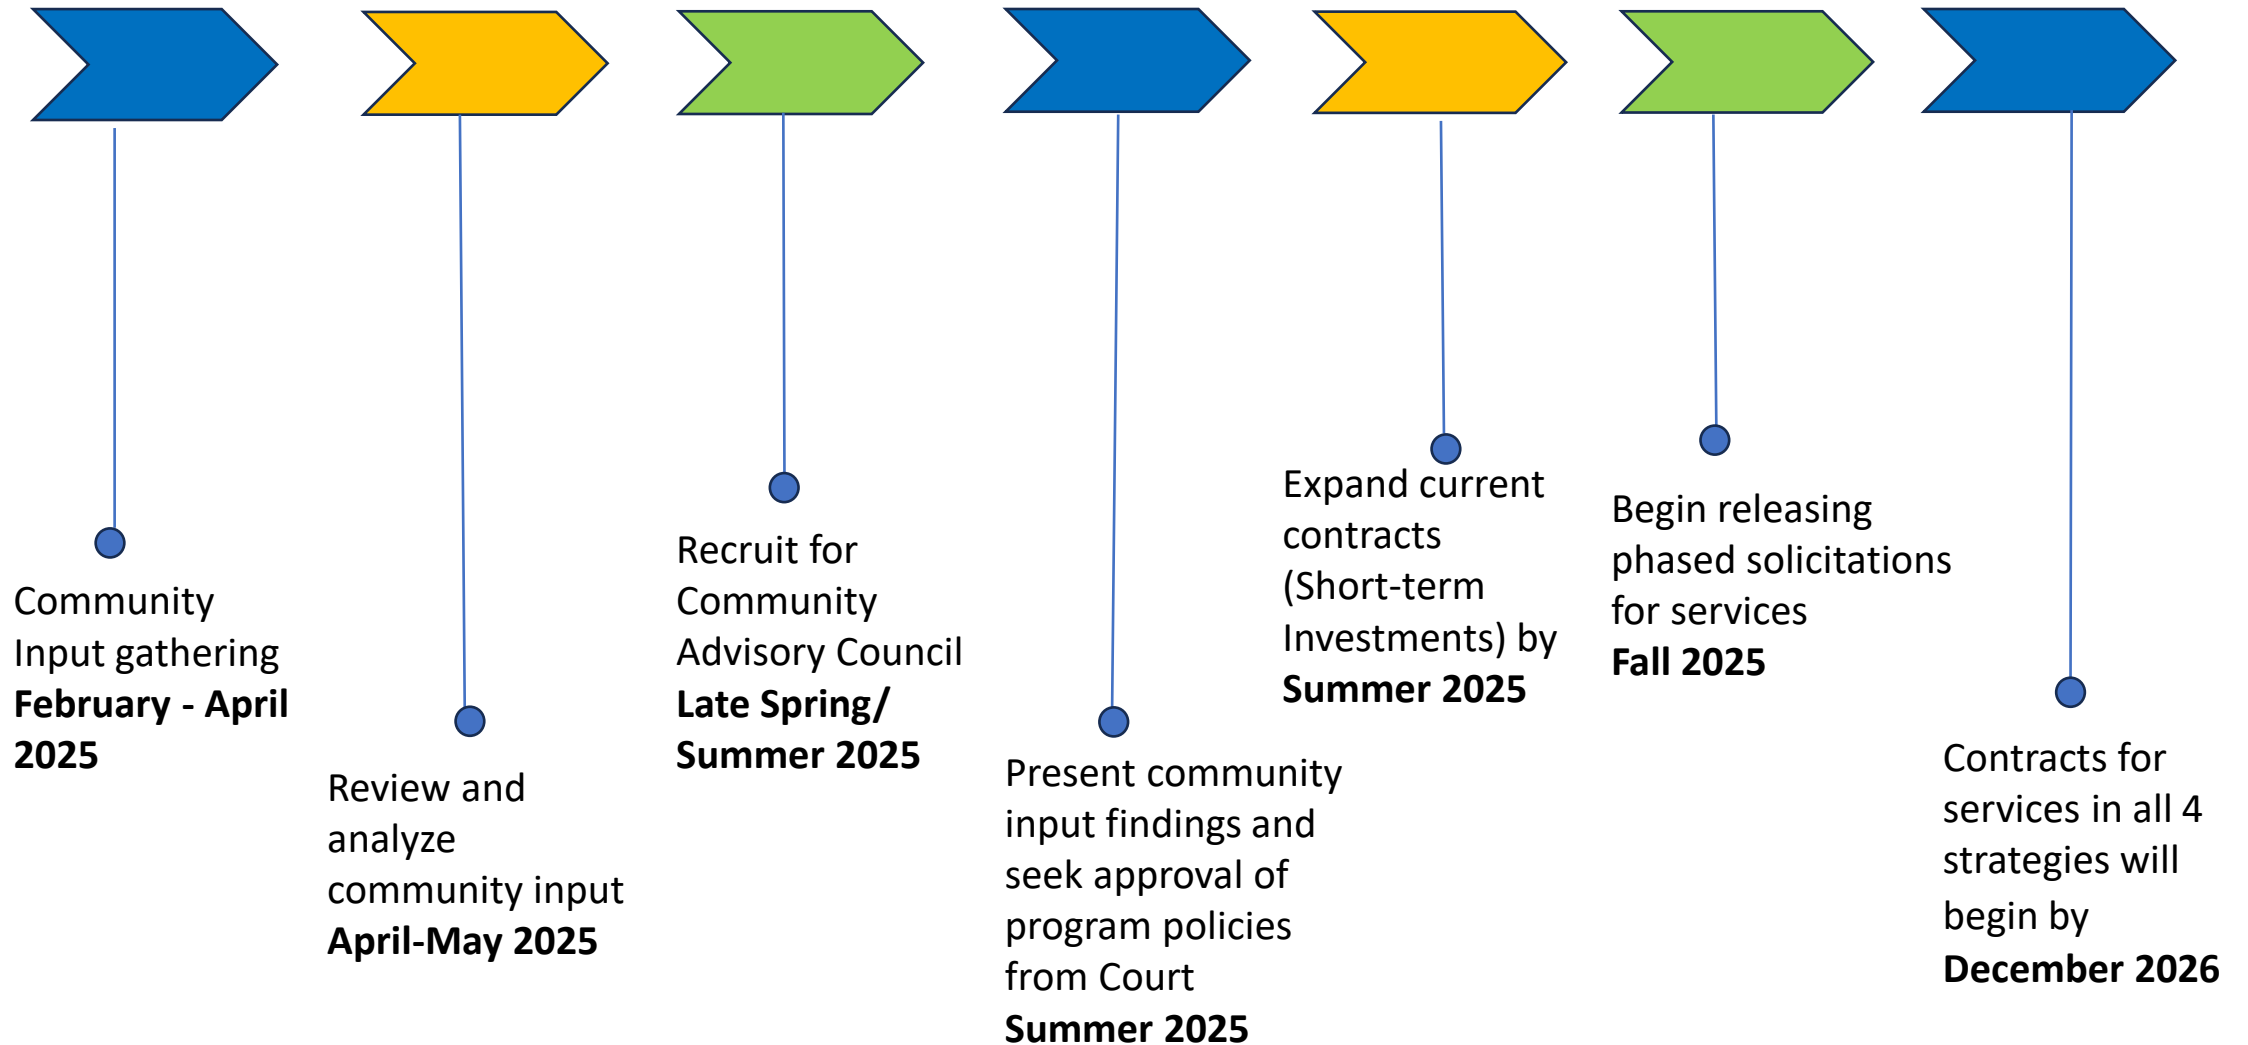 Community
Input gathering
February - April
2025
Review and
analyze
community input
April-May 2025
Recruit for
Community
Advisory Council
Late Spring/
Summer 2025
Present community
input findings and
seek approval of
program policies
from Court
Summer 2025
Expand current
contracts
(Short-term
Investments) by
Summer 2025
Begin releasing
phased solicitations
for services
Fall 2025
Contracts for
services in all 4
strategies will
begin by
December 2026